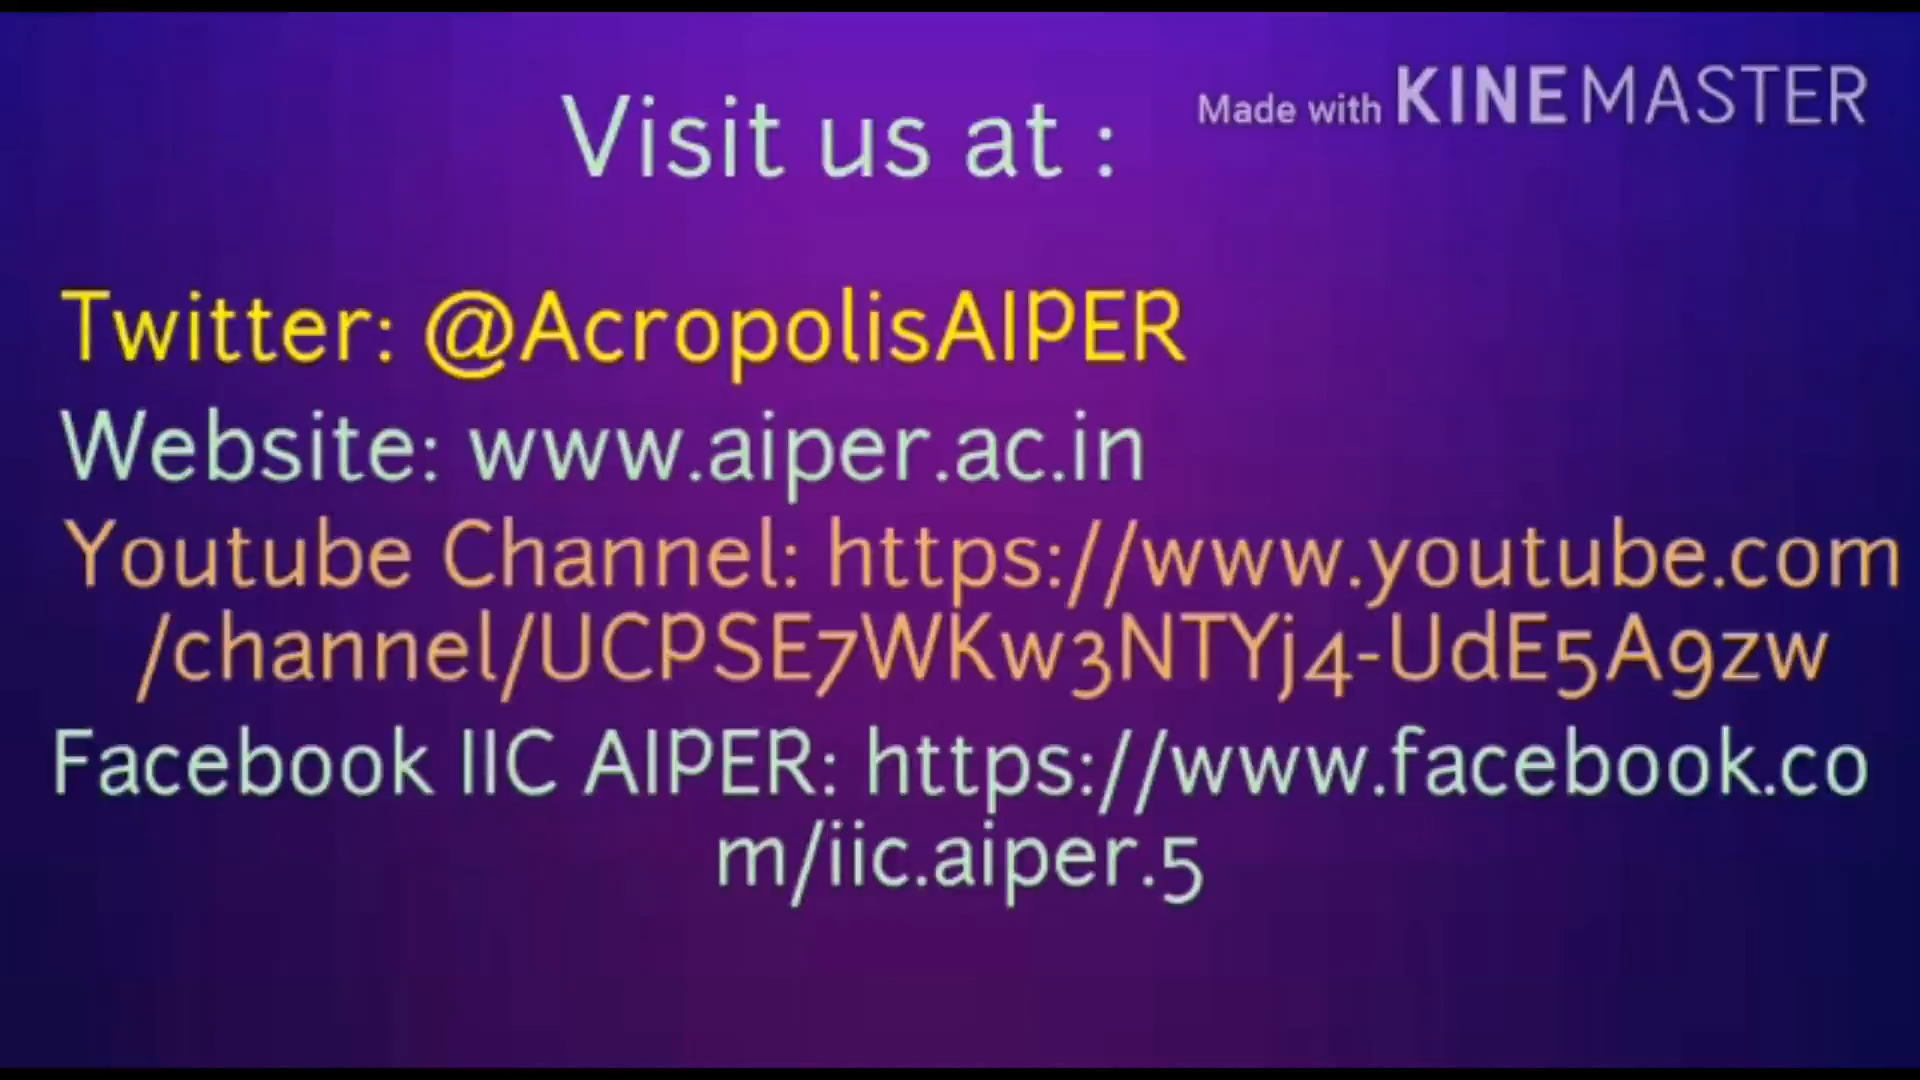 Visit us at :
Made with KINEMASTER
Twitter: @AcropolisAIPER
Website: www.aiper.ac.in
Youtube Channel: https://www.youtube.com
/channel/UCPSE7WKw3NTYj4-UdE5A9zw
Facebook IIC AIPER: https://www.facebook.co
m/iic.aiper.5